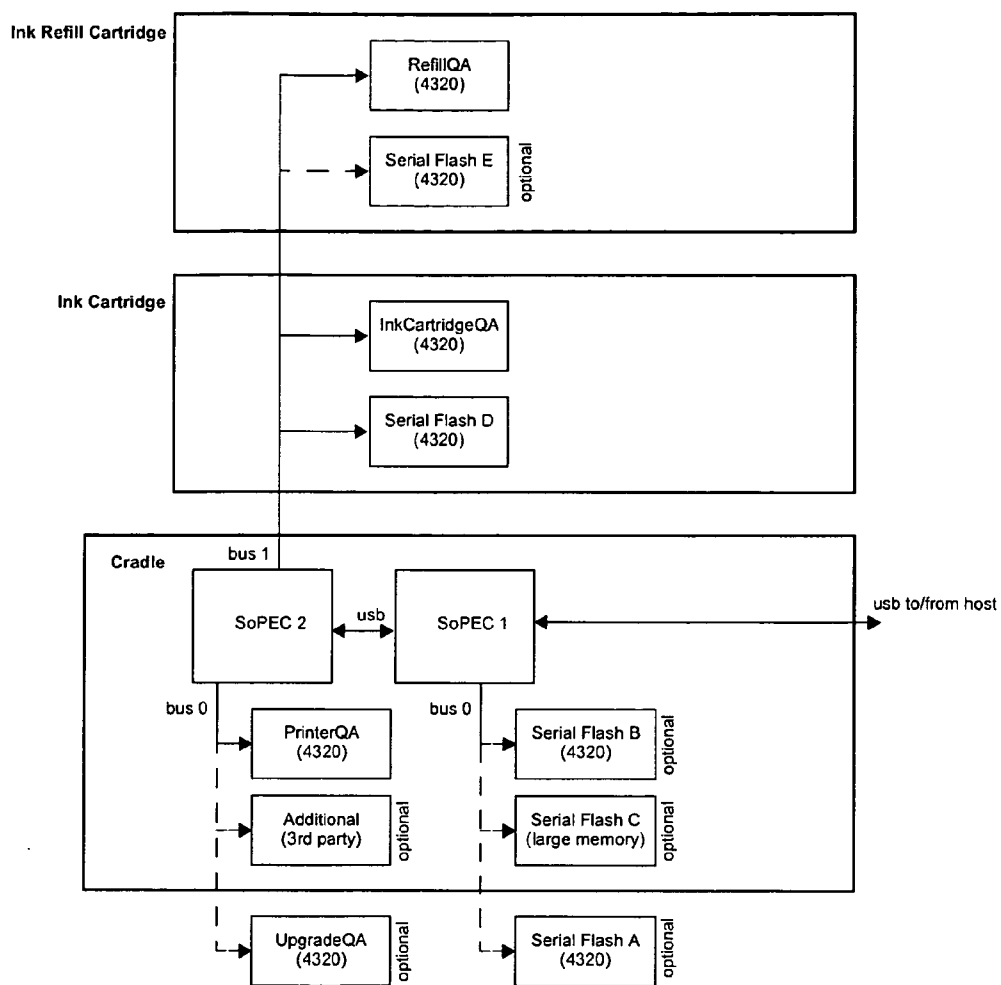 Ink Refill Cartridge
RefillQA
(4320)
Serial Flash E
(4320)
optional
Ink Cartridge
InkCartridgeQA
(4320)
Serial Flash D
(4320)
Cradle
bus 1
SoPEC 2
usb
SoPEC 1
usb to/from host
bus 0
bus 0
PrinterQA
(4320)
Serial Flash B
(4320)
optional
Additional
(3rd party)
optional
Serial Flash C
(large memory)
optional
UpgradeQA
(4320)
optional
Serial Flash A
(4320)
optional